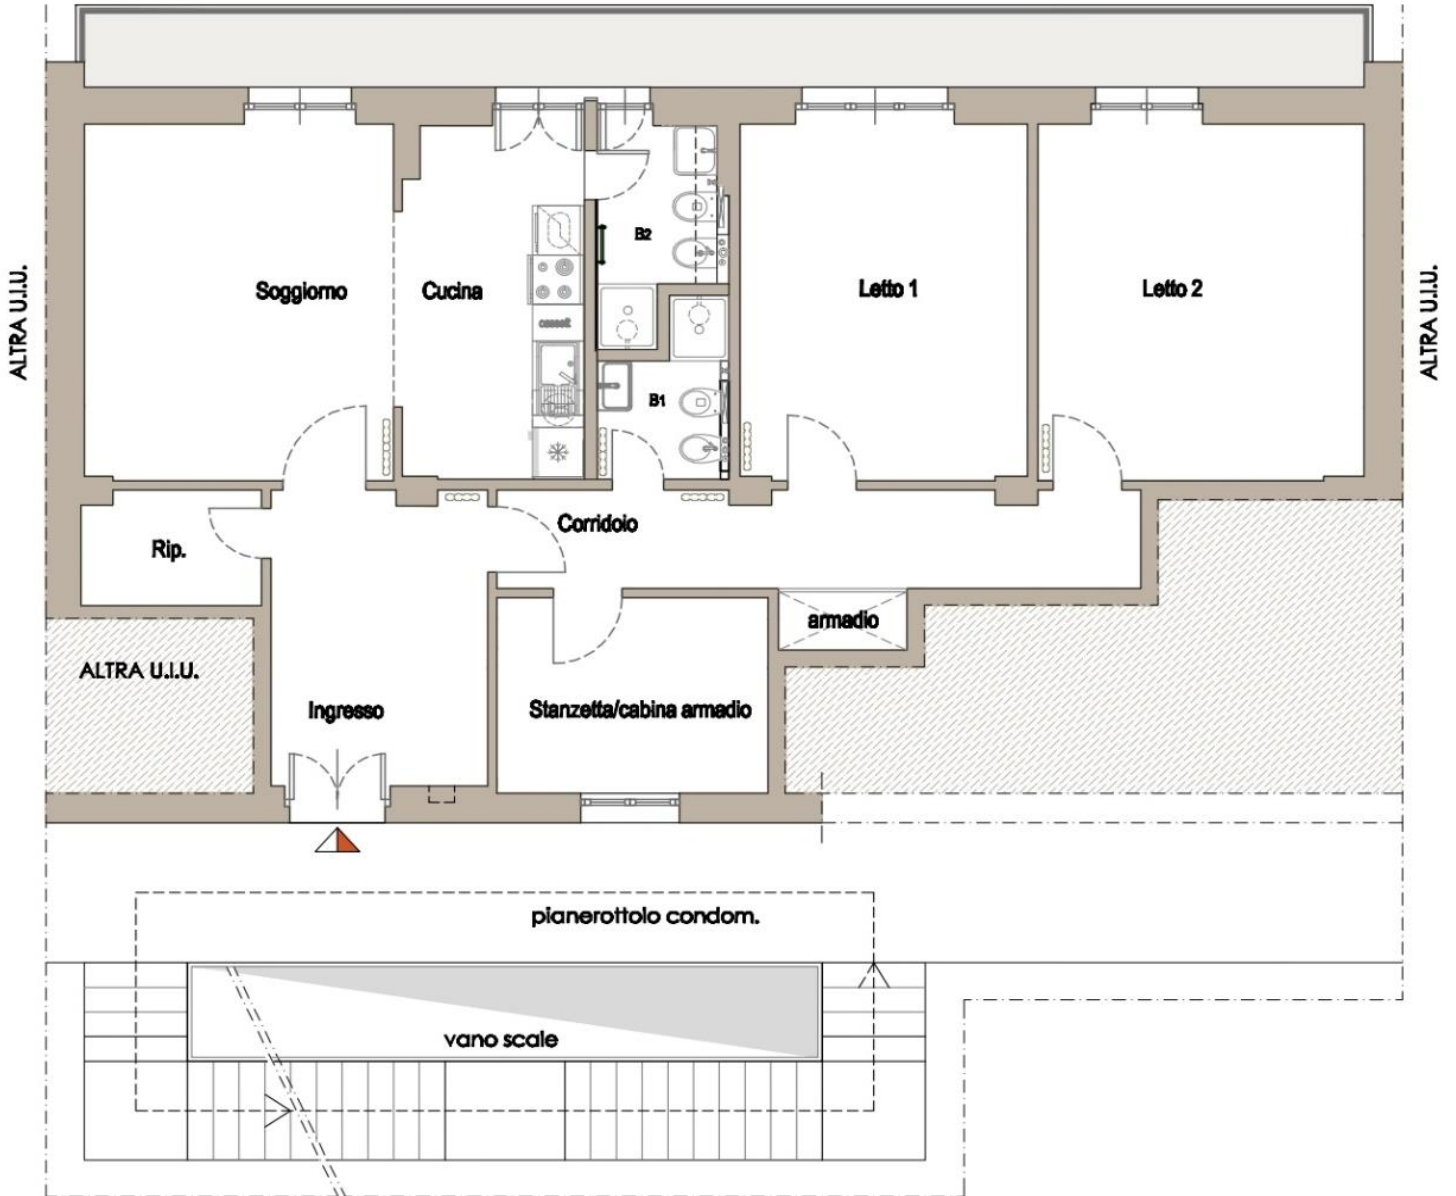 ALTRA U.I.U.
Soggiorno
Cucina
B2
Letto 1
Letto 2
ALTRA U.I.U.
B1
Corridoio
Rip.
armadio
ALTRA U.I.U.
Ingresso
Stanzetta/cabina armadio
pianerottolo condom.
vano scale